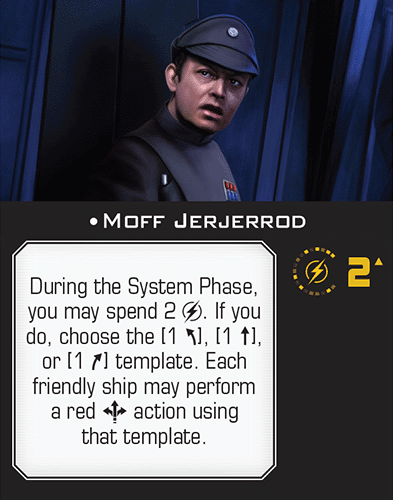 • Moff Jerjerrod
2
During the System Phase,
you may spend 2 . If you
do, choose the [1 ↰], [1 ↑],
or [1 ↱] template. Each
friendly ship may perform
a red action using
that template.